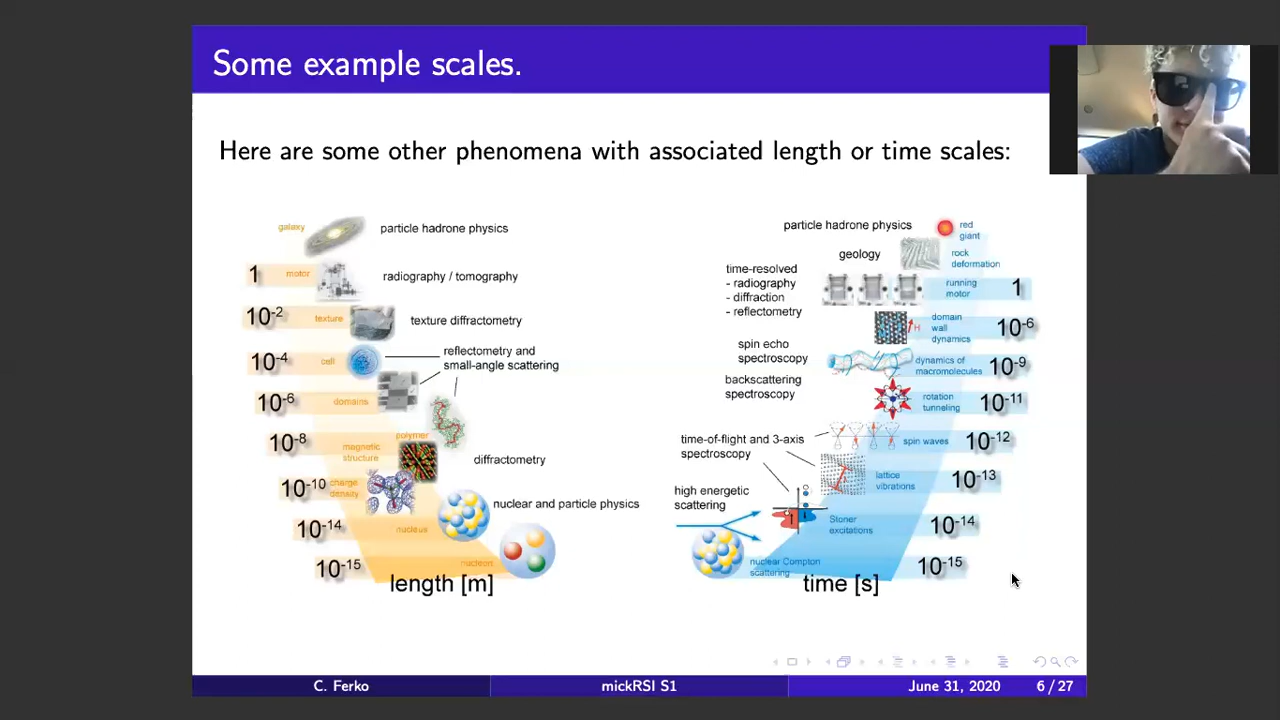 Some example scales.
Here are some other phenomena with associated length or time scales:
galaxy
particle hadrone physics
1
motor
radiography / tomography
10-2
texture
texture diffractometry
10-4
cell
reflectometry and
small-angle scattering
10-6
domains
10-8
magnetic
structure
polymer
diffractometry
10-10
charge
density
nuclear and particle physics
10-14
nucleus
10-15
nucleon
length [m]
particle hadrone physics
red
giant
geology
rock
deformation
time-resolved
- radiography
- diffraction
- reflectometry
running
motor
1
H
domain
wall
dynamics
10-6
spin echo
spectroscopy
dynamics of
macromolecules
10-9
backscattering
spectroscopy
rotation
tunneling
10-11
time-of-flight and 3-axis
spectroscopy
spin waves
10-12
lattice
vibrations
10-13
high energetic
scattering
Stoner
excitations
10-14
nuclear Compton
scattering
10-15
time [s]
C. Ferko
mickRSI S1
June 31, 2020
6 / 27